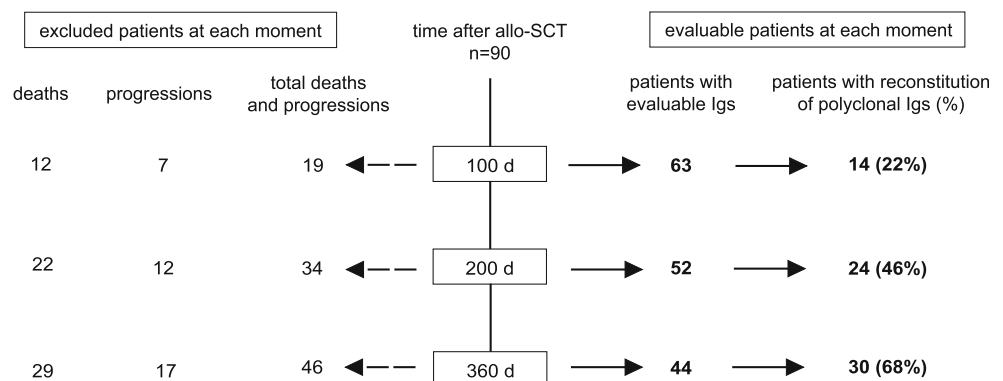 excluded patients at each moment
time after allo-SCT
n=90
evaluable patients at each moment
deaths
progressions
total deaths
and progressions
patients with
evaluable Igs
patients with reconstitution
of polyclonal Igs (%)
12 7 19 100 d 63 14 (22%)
22 12 34 200 d 52 24 (46%)
29 17 46 360 d 44 30 (68%)